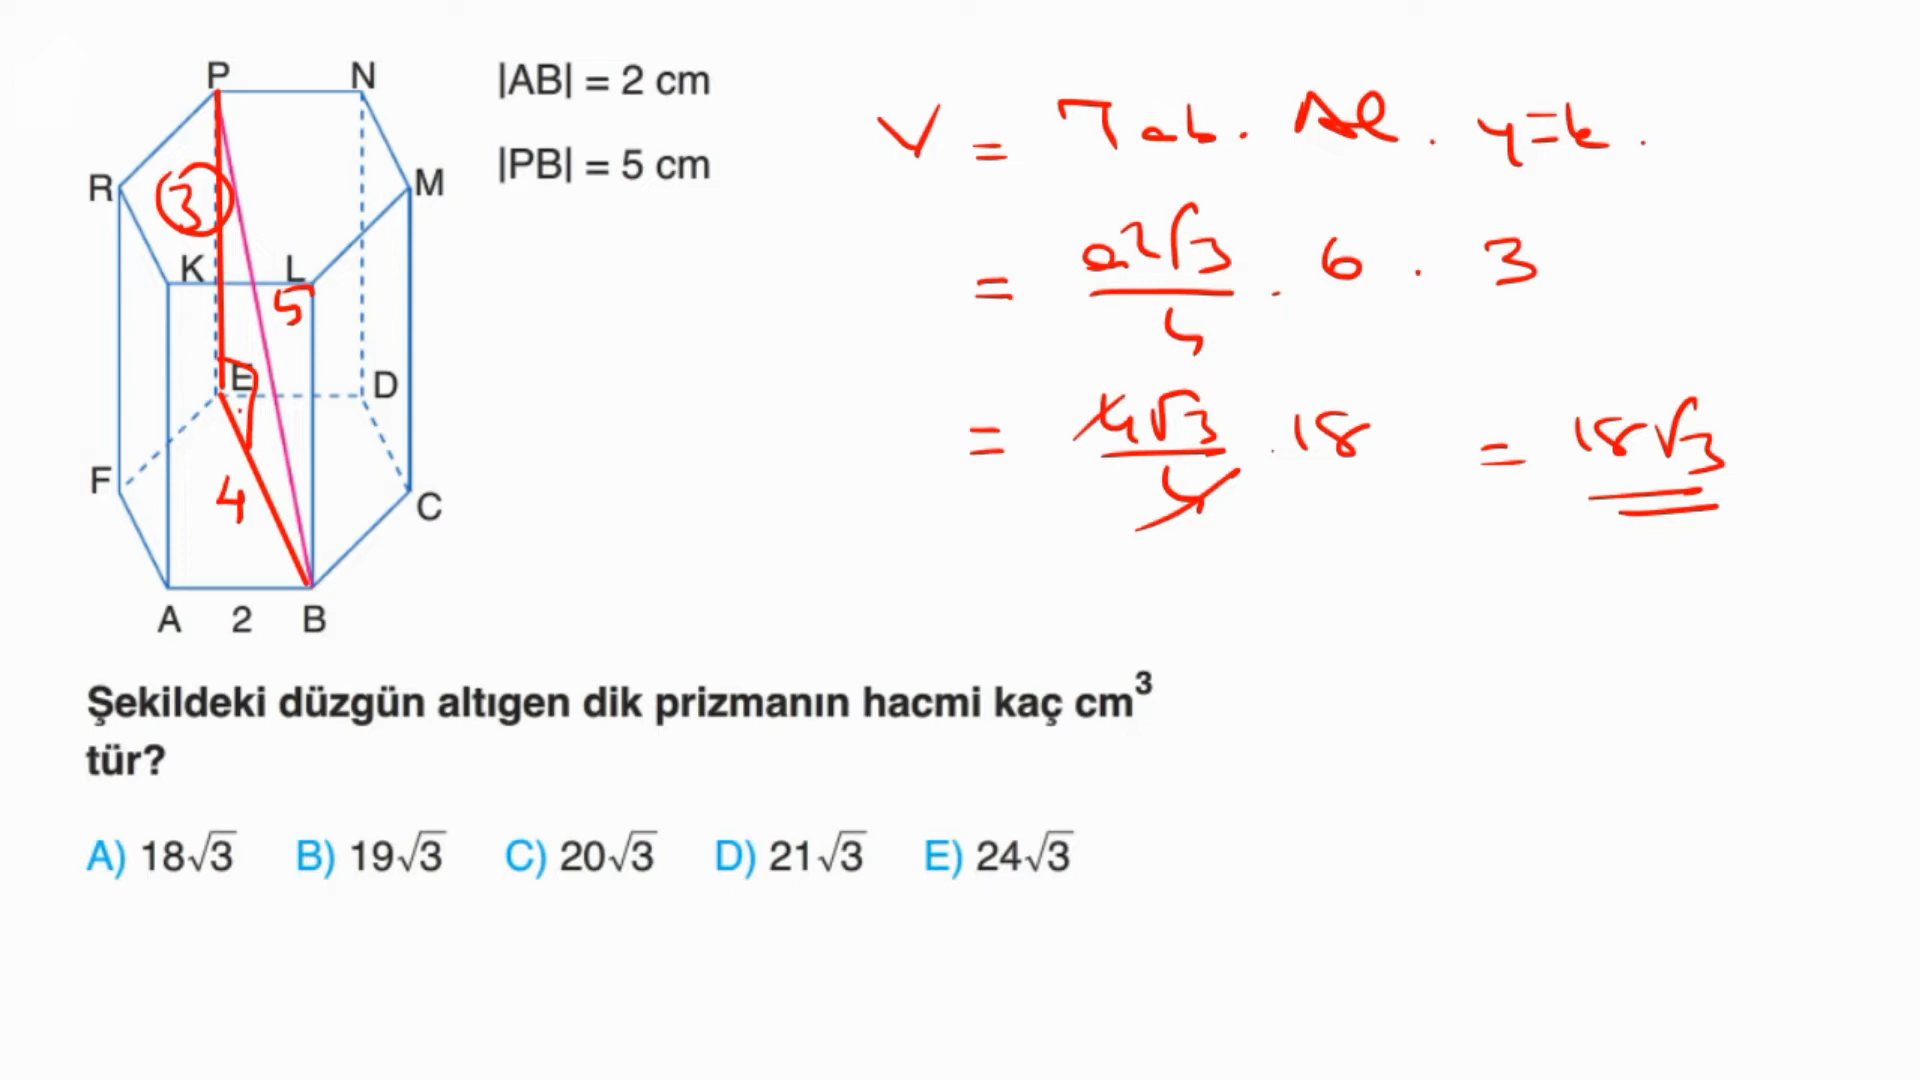 P N
|AB| = 2 cm
|PB| = 5 cm
V = Tab. Al. y=k.
R 3 M
K L
5
= a²√3/4 . 6 . 3
E D
= 4√3/4 . 18 = 18√3
F 4 C
A 2 B
Şekildeki düzgün altıgen dik prizmanın hacmi kaç cm³
tür?
A) 18√3 B) 19√3 C) 20√3 D) 21√3 E) 24√3